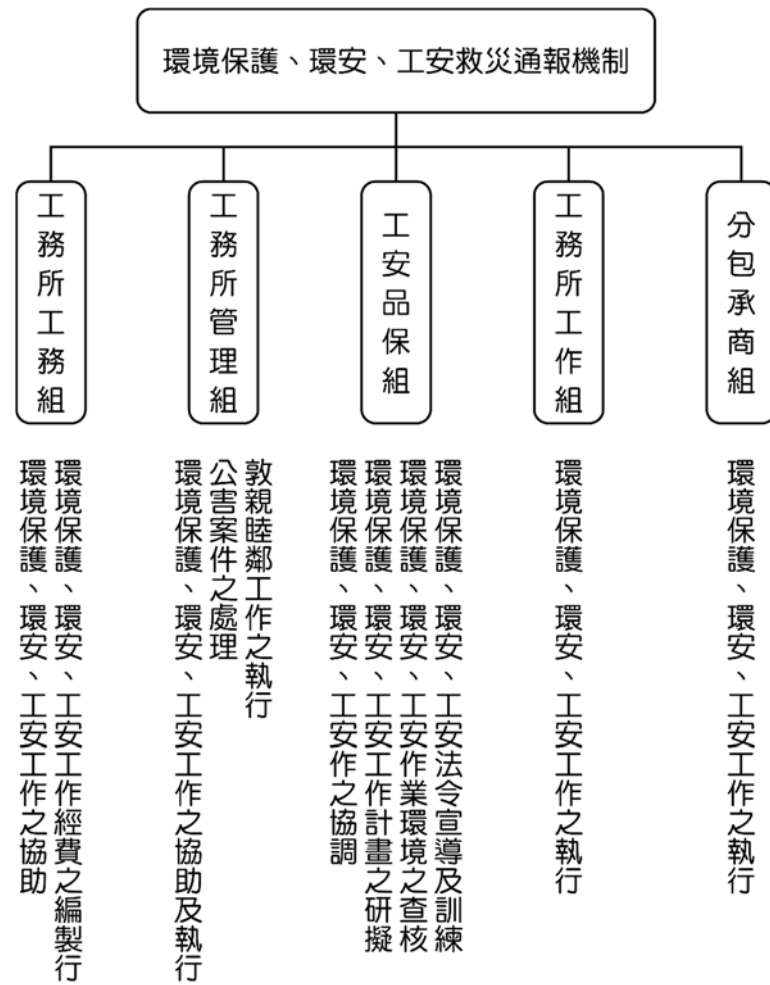 環境保護、環安、工安救災通報機制
工務所工務組
環境保護、環安、工安工作經費之編製行
環境保護、環安、工安工作之協助
工務所管理組
敦親睦鄰工作之執行
公害案件之處理
環境保護、環安、工安工作之協助及執行
工安品保組
環境保護、環安、工安法令宣導及訓練
環境保護、環安、工安作業環境之查核
環境保護、環安、工安工作計畫之研擬
環境保護、環安、工安作之協調
工務所工作組
環境保護、環安、工安工作之執行
分包承商組
環境保護、環安、工安工作之執行